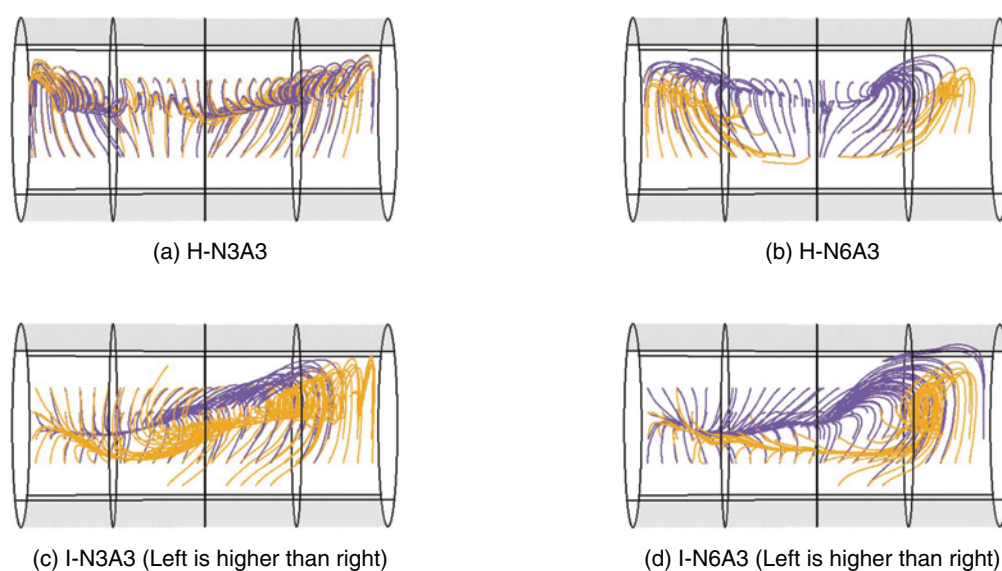 (a) H-N3A3
(b) H-N6A3
(c) I-N3A3 (Left is higher than right)
(d) I-N6A3 (Left is higher than right)